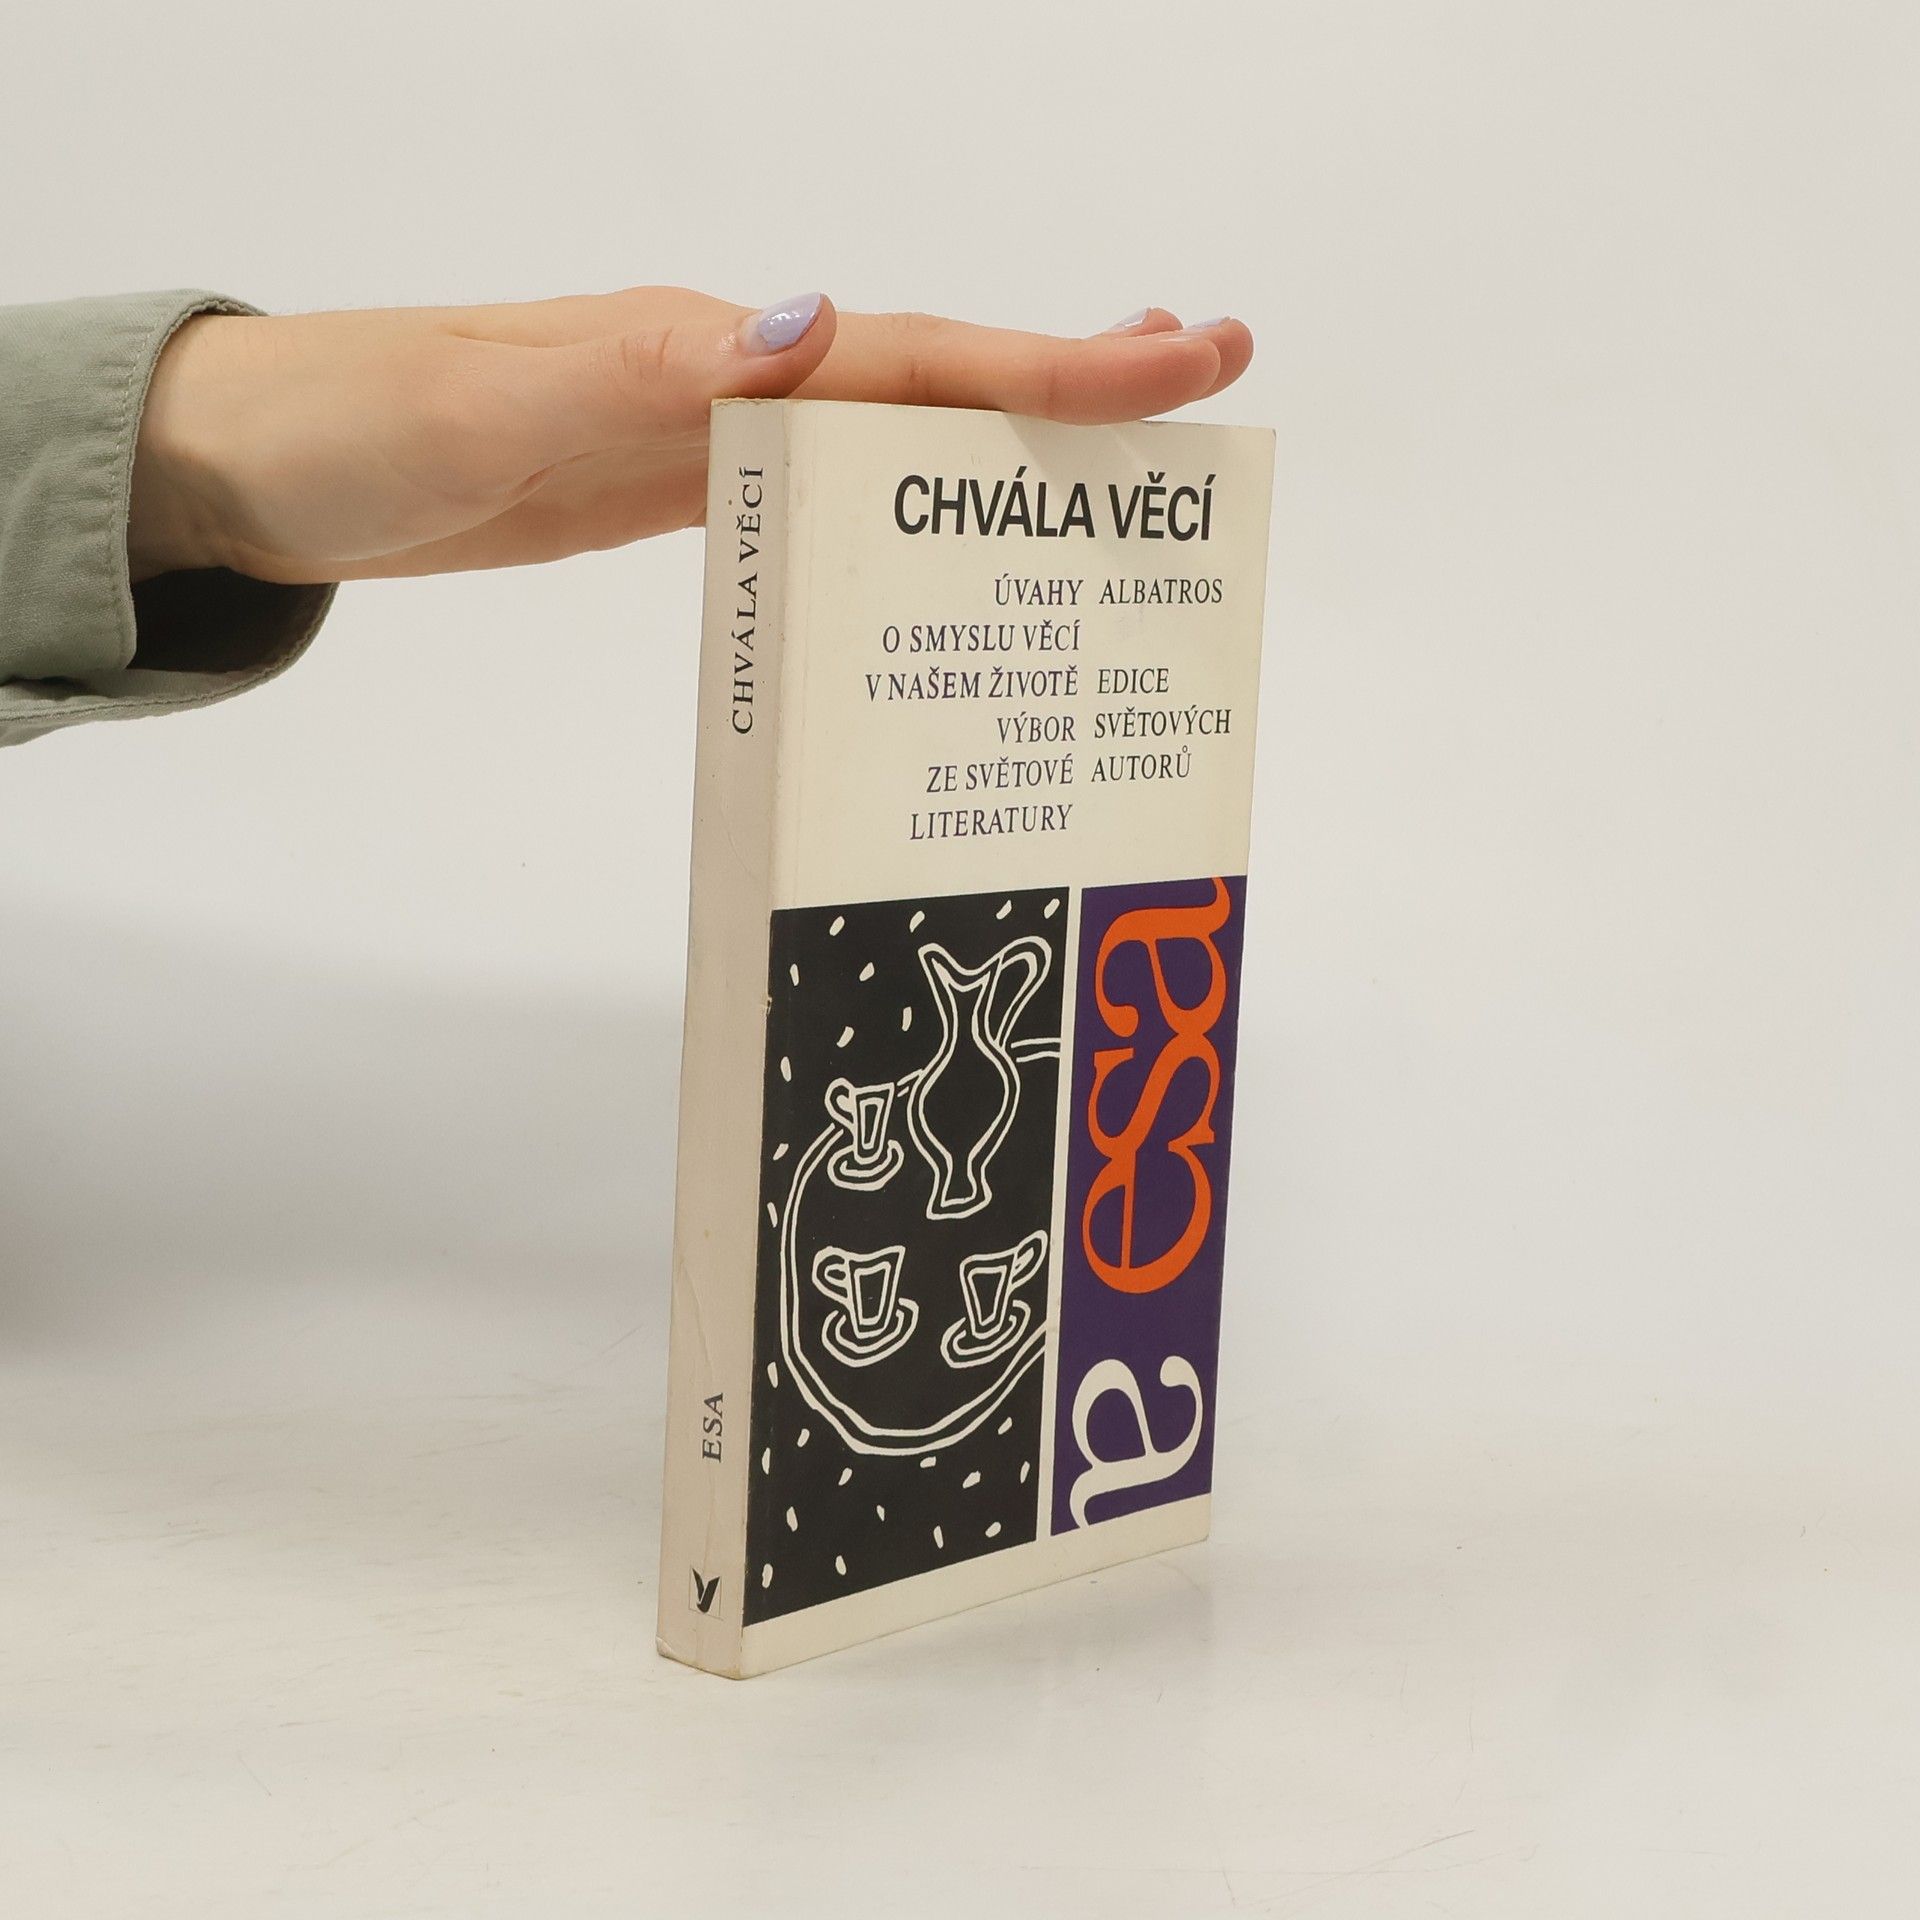 CHVÁLA VĚCÍ
ÚVAHY
O SMYSLU VĚCÍ
V NAŠEM ŽIVOTĚ
VÝBOR
ZE SVĚTOVÉ
LITERATURY
ALBATROS
EDICE
SVĚTOVÝCH
AUTORŮ
esa
a
CHVÁLA VĚCÍ
ESA